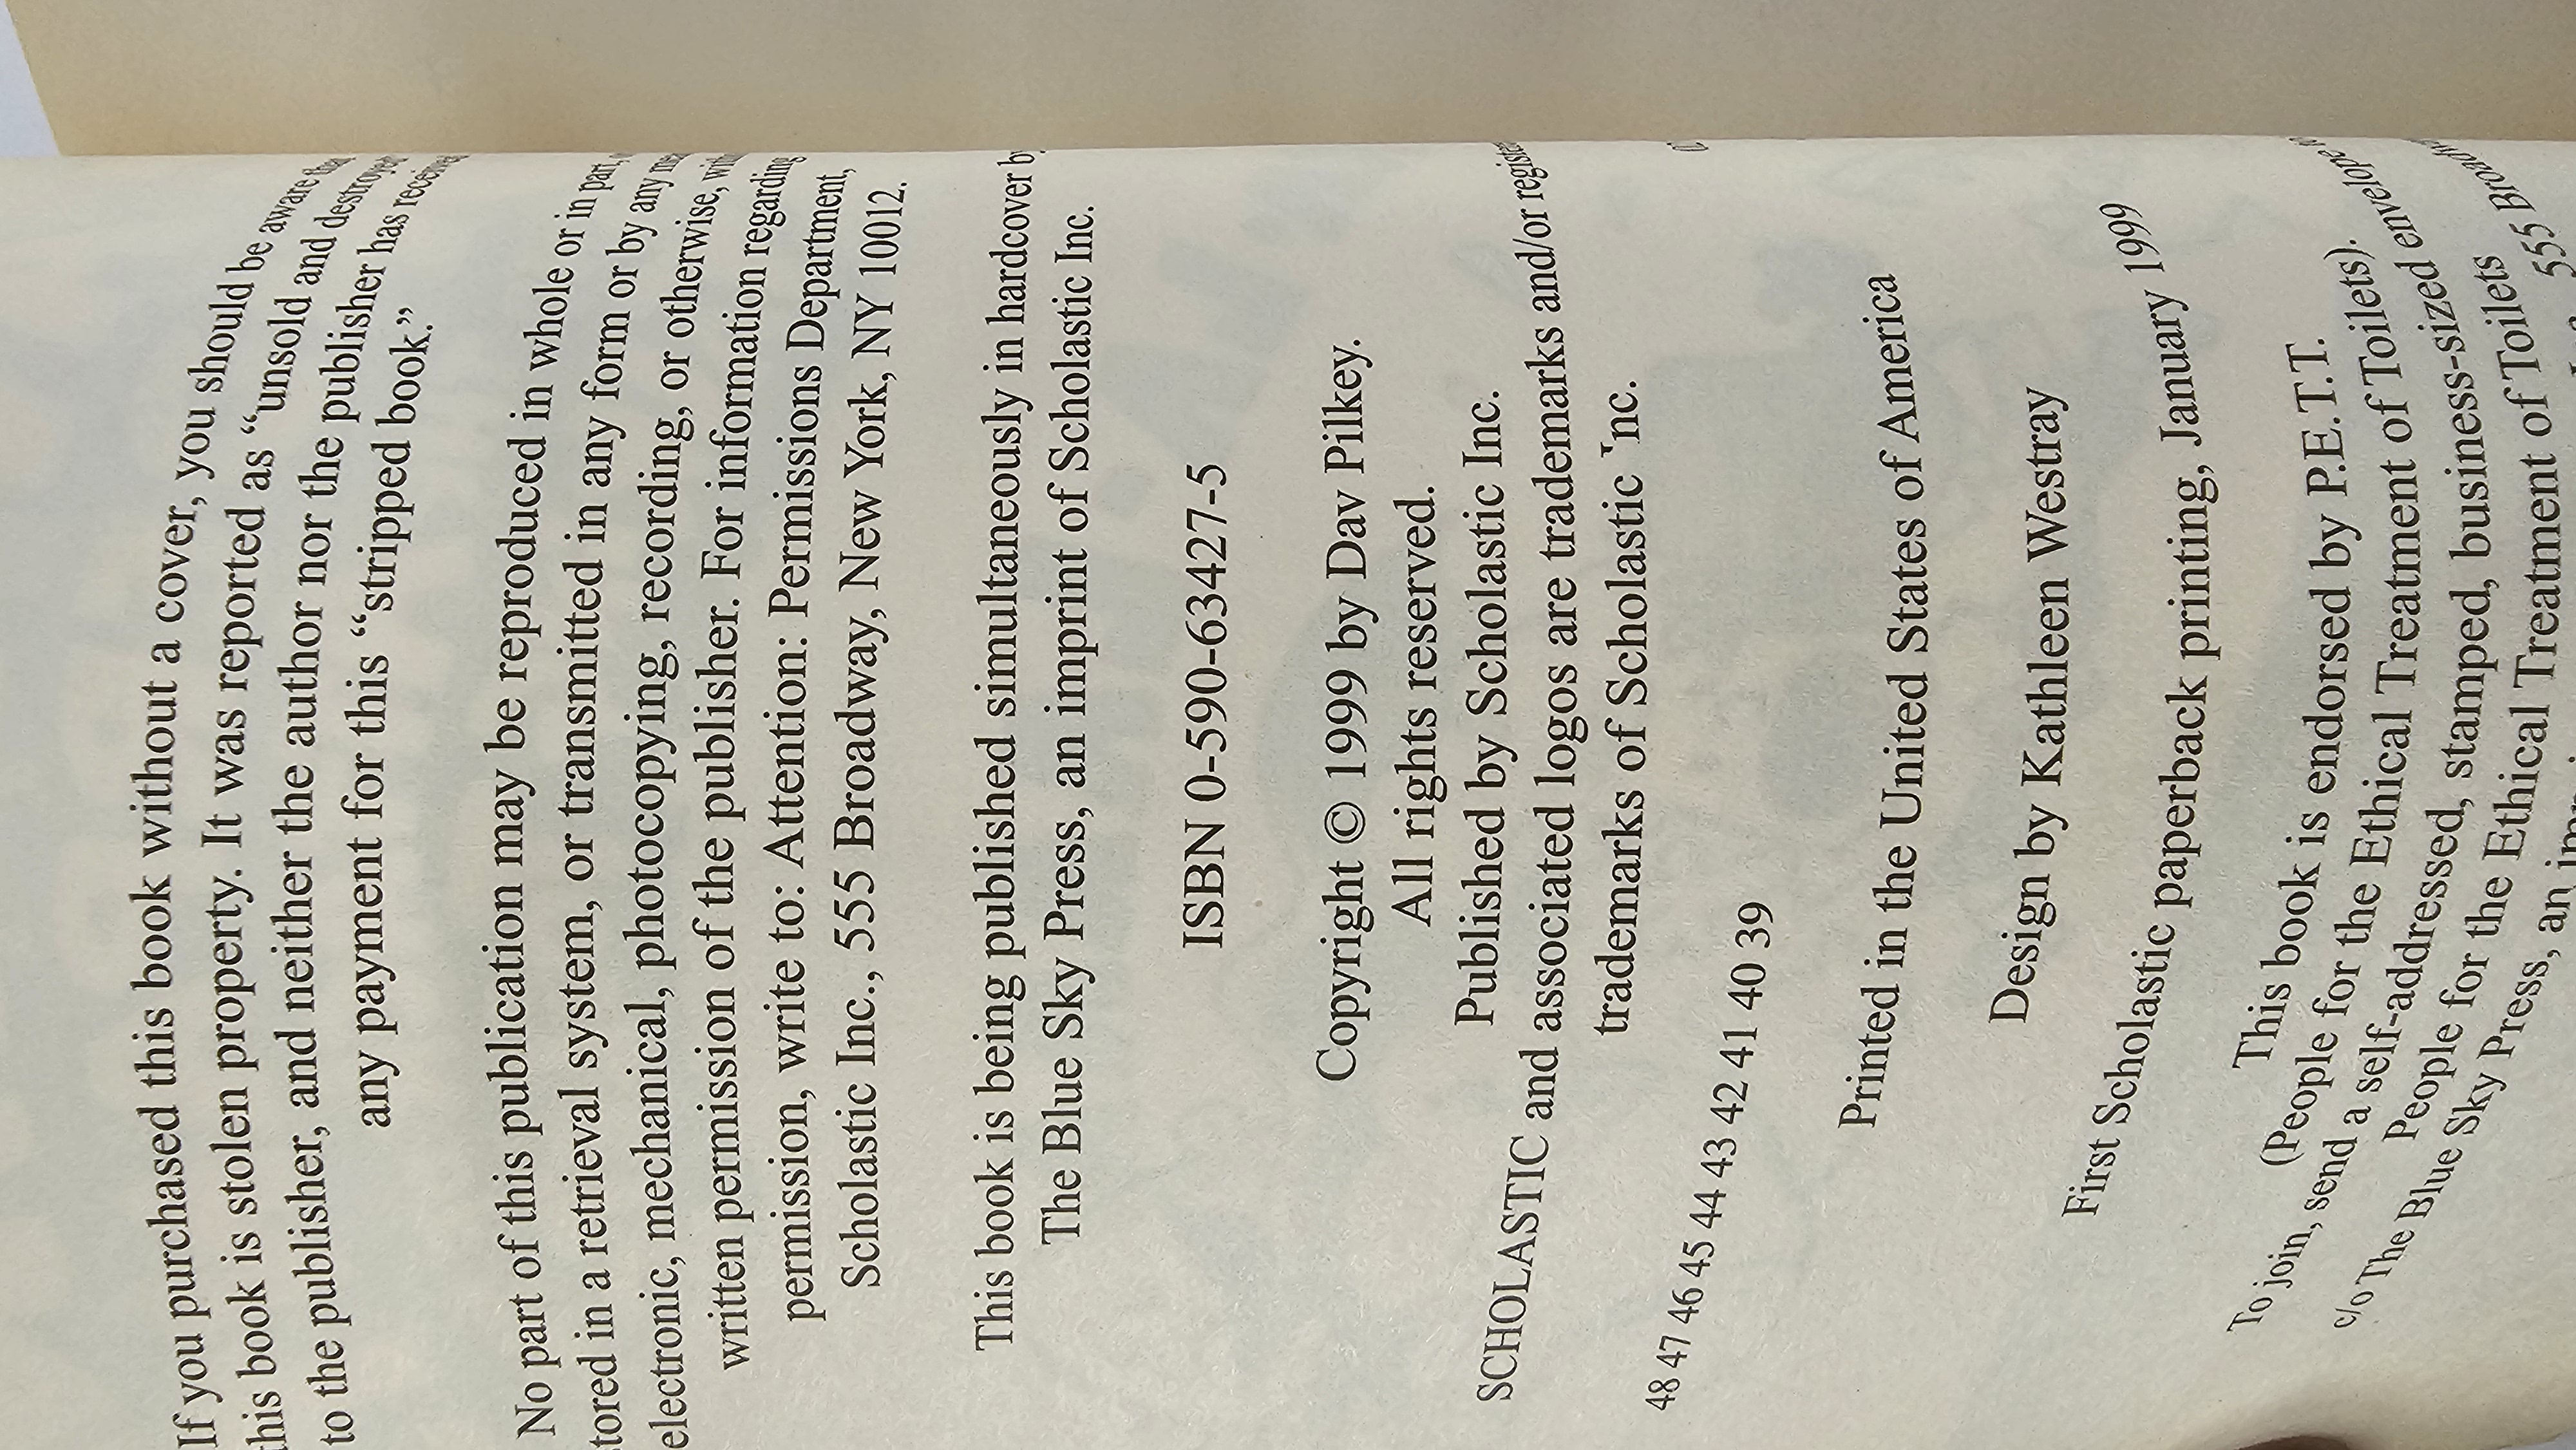 If you purchased this book without a cover, you should be aware that
this book is stolen property. It was reported as “unsold and destroyed”
to the publisher, and neither the author nor the publisher has received
any payment for this “stripped book.”
No part of this publication may be reproduced in whole or in part,
stored in a retrieval system, or transmitted in any form or by any
electronic, mechanical, photocopying, recording, or otherwise,
written permission of the publisher. For information regarding
permission, write to: Attention: Permissions Department,
Scholastic Inc., 555 Broadway, New York, NY 10012.
This book is being published simultaneously in hardcover by
The Blue Sky Press, an imprint of Scholastic Inc.
ISBN 0-590-63427-5
Copyright © 1999 by Dav Pilkey.
All rights reserved.
Published by Scholastic Inc.
SCHOLASTIC and associated logos are trademarks and/or registered
trademarks of Scholastic Inc.
48 47 46 45 44 43 42 41 40 39
Printed in the United States of America
Design by Kathleen Westray
First Scholastic paperback printing, January 1999
This book is endorsed by P.E.T.T.
(People for the Ethical Treatment of Toilets).
To join, send a self-addressed, stamped, business-sized envelope to
People for the Ethical Treatment of Toilets
c/o The Blue Sky Press, an 555 Broadway